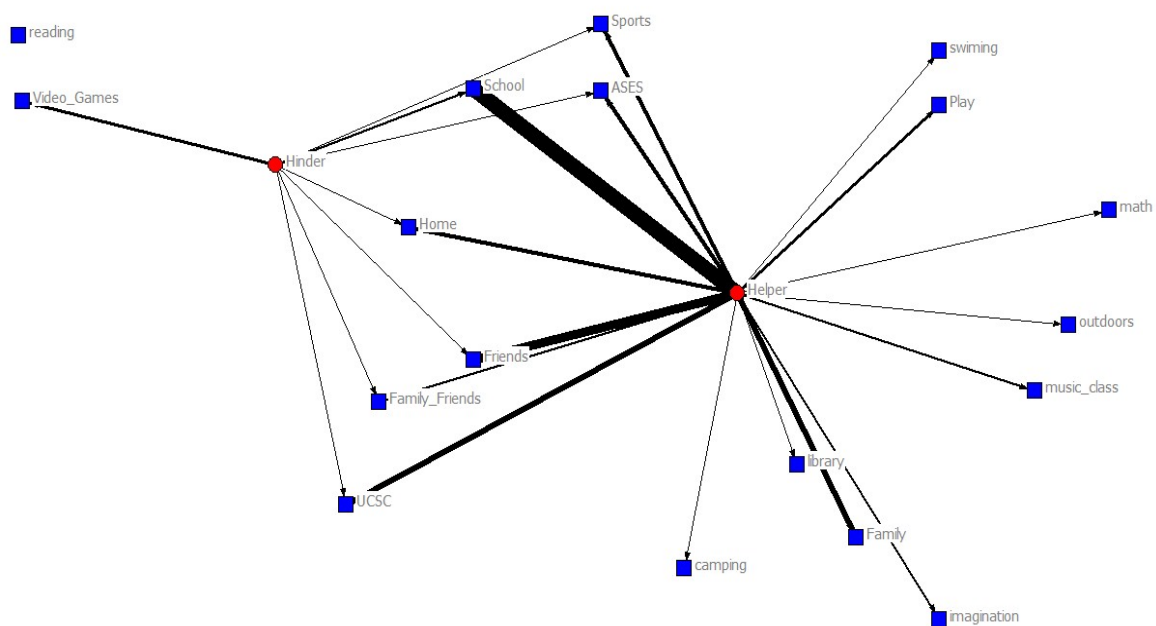 Sports
reading
swiming
School
ASES
Video_Games
Play
Hinder
math
Home
Helper
outdoors
Friends
music_class
Family_Friends
library
UCSC
Family
camping
imagination